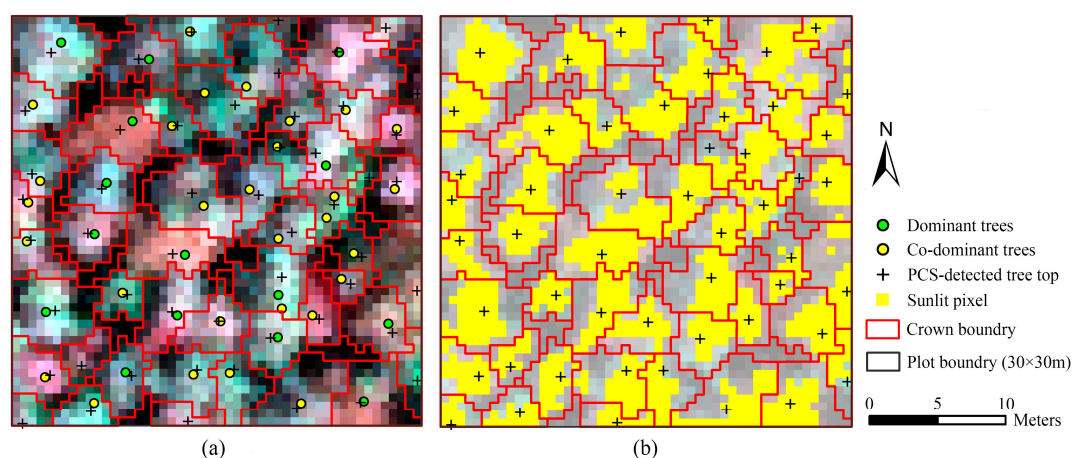 N
Dominant trees
Co-dominant trees
PCS-detected tree top
Sunlit pixel
Crown boundry
Plot boundry (30×30m)
0 5 10
Meters
(a) (b)